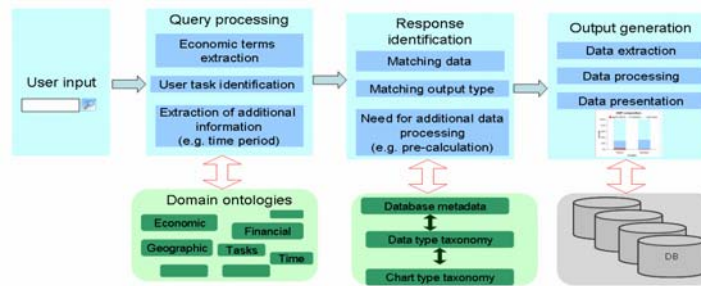 User input
Query processing
Economic terms
extraction
User task identification
Extraction of additional
information
(e.g. time period)
Response
identification
Matching data
Matching output type
Need for additional data
processing
(e.g. pre-calculation)
Output generation
Data extraction
Data processing
Data presentation
Domain ontologies
Economic
Financial
Geographic
Tasks
Time
Database metadata
Data type taxonomy
Chart type taxonomy
DB